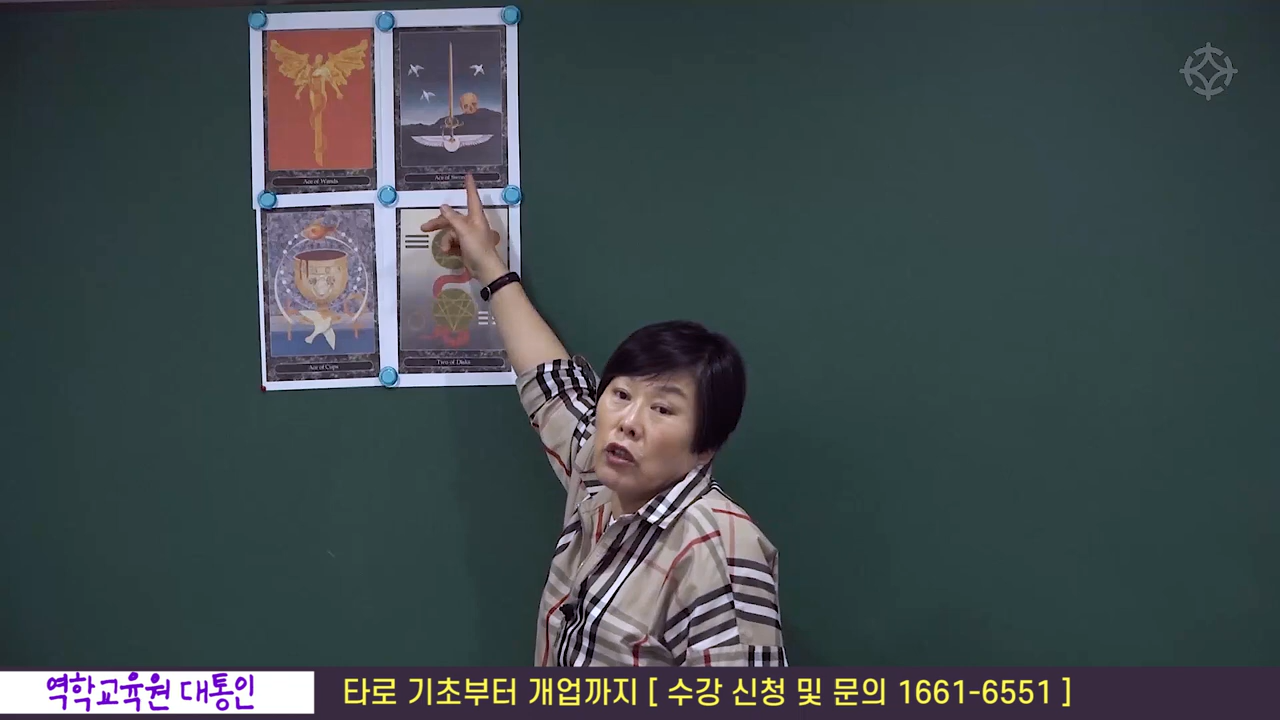 Ace of Wands
Ace of Swords
Ace of Cups
Two of Disks
역학교육원 대통인
타로 기초부터 개업까지 [ 수강 신청 및 문의 1661-6551 ]